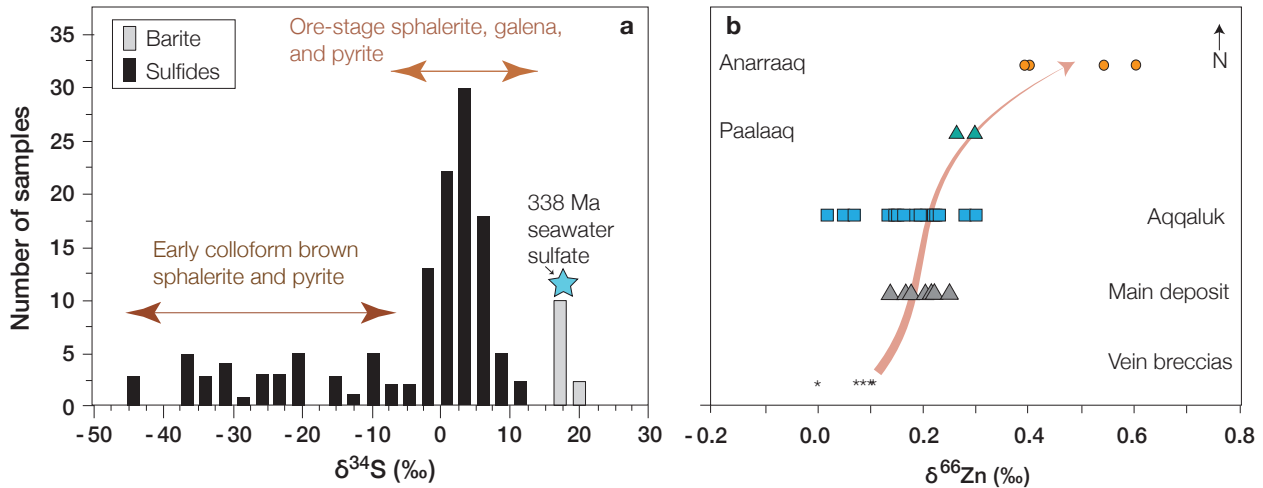 a
Barite
Sulfides
Ore-stage sphalerite, galena,
and pyrite
338 Ma
seawater
sulfate
Early colloform brown
sphalerite and pyrite
Number of samples
35
30
25
20
15
10
5
0
-50 -40 -30 -20 -10 0 10 20 30
δ³⁴S (‰)
b
N
Anarraaq
Paalaaq
Aqqaluk
Main deposit
Vein breccias
-0.2 0.0 0.2 0.4 0.6 0.8
δ⁶⁶Zn (‰)